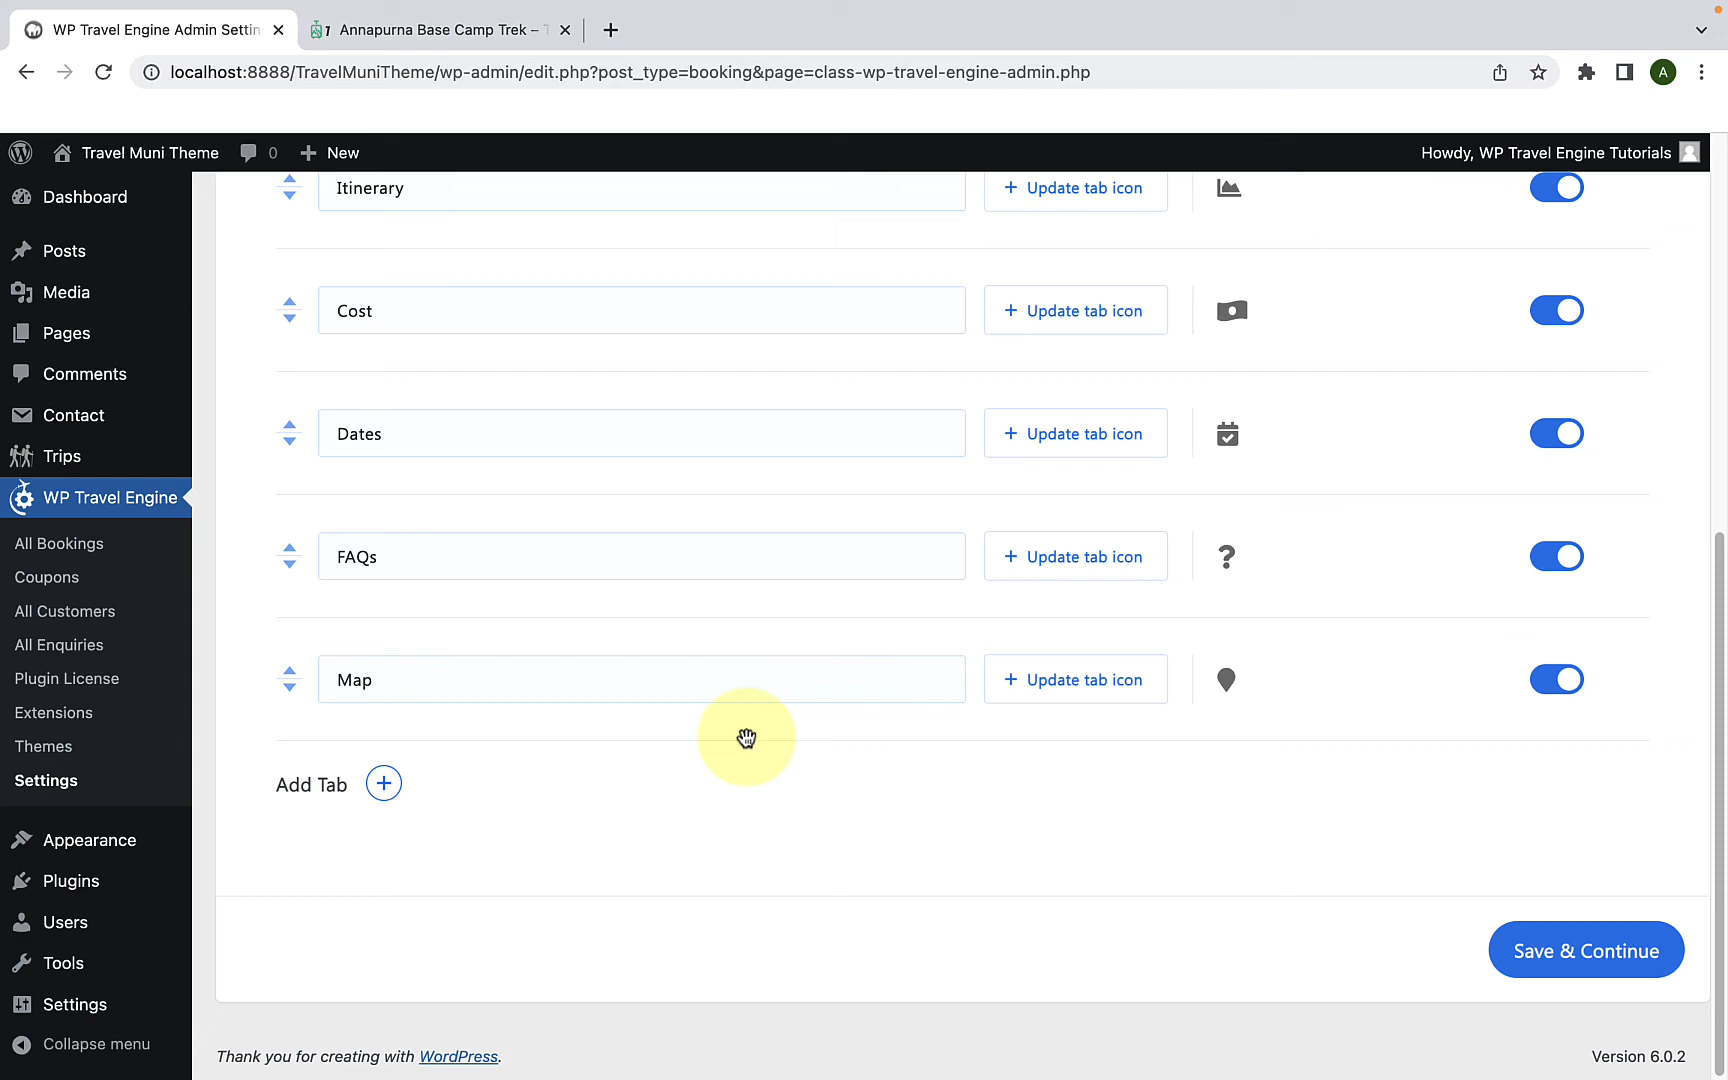 WP Travel Engine Admin Settin
Annapurna Base Camp Trek –
localhost:8888/TravelMuniTheme/wp-admin/edit.php?post_type=booking&page=class-wp-travel-engine-admin.php
A
Travel Muni Theme
0
New
Howdy, WP Travel Engine Tutorials
Dashboard
Posts
Media
Pages
Comments
Contact
Trips
WP Travel Engine
All Bookings
Coupons
All Customers
All Enquiries
Plugin License
Extensions
Themes
Settings
Appearance
Plugins
Users
Tools
Settings
Collapse menu
Itinerary
+ Update tab icon
Cost
+ Update tab icon
Dates
+ Update tab icon
FAQs
+ Update tab icon
?
Map
+ Update tab icon
Add Tab +
Save & Continue
Thank you for creating with WordPress.
Version 6.0.2